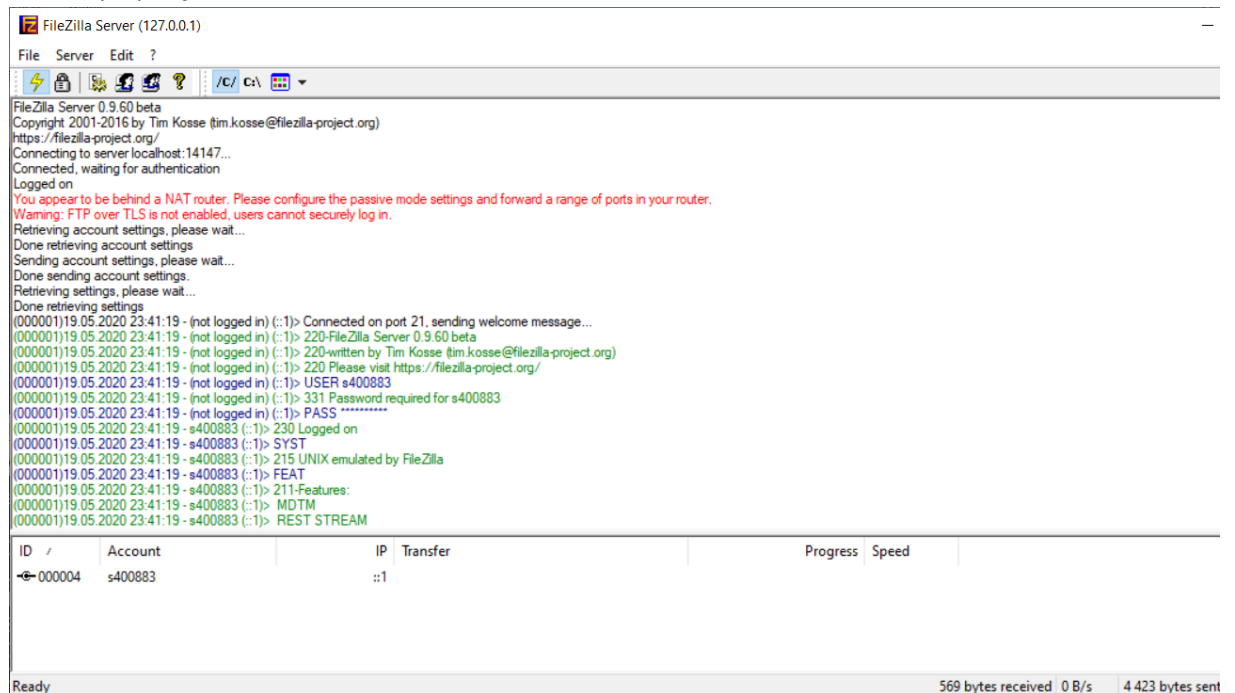 FileZilla Server (127.0.0.1)
File Server Edit ?
/C/ C:\
FileZilla Server 0.9.60 beta
Copyright 2001-2016 by Tim Kosse (tim.kosse@filezilla-project.org)
https://filezilla-project.org/
Connecting to server localhost:14147...
Connected, waiting for authentication
Logged on
You appear to be behind a NAT router. Please configure the passive mode settings and forward a range of ports in your router.
Warning: FTP over TLS is not enabled, users cannot securely log in.
Retrieving account settings, please wait...
Done retrieving account settings
Sending account settings, please wait...
Done sending account settings.
Retrieving settings, please wait...
Done retrieving settings
(000001)19.05.2020 23:41:19 - (not logged in) (::1)> Connected on port 21, sending welcome message...
(000001)19.05.2020 23:41:19 - (not logged in) (::1)> 220-FileZilla Server 0.9.60 beta
(000001)19.05.2020 23:41:19 - (not logged in) (::1)> 220-written by Tim Kosse (tim.kosse@filezilla-project.org)
(000001)19.05.2020 23:41:19 - (not logged in) (::1)> 220 Please visit https://filezilla-project.org/
(000001)19.05.2020 23:41:19 - (not logged in) (::1)> USER s400883
(000001)19.05.2020 23:41:19 - (not logged in) (::1)> 331 Password required for s400883
(000001)19.05.2020 23:41:19 - (not logged in) (::1)> PASS **********
(000001)19.05.2020 23:41:19 - s400883 (::1)> 230 Logged on
(000001)19.05.2020 23:41:19 - s400883 (::1)> SYST
(000001)19.05.2020 23:41:19 - s400883 (::1)> 215 UNIX emulated by FileZilla
(000001)19.05.2020 23:41:19 - s400883 (::1)> FEAT
(000001)19.05.2020 23:41:19 - s400883 (::1)> 211-Features:
(000001)19.05.2020 23:41:19 - s400883 (::1)>  MDTM
(000001)19.05.2020 23:41:19 - s400883 (::1)>  REST STREAM
ID / Account IP Transfer Progress Speed
000004 s400883 ::1
Ready 569 bytes received 0 B/s 4 423 bytes sent